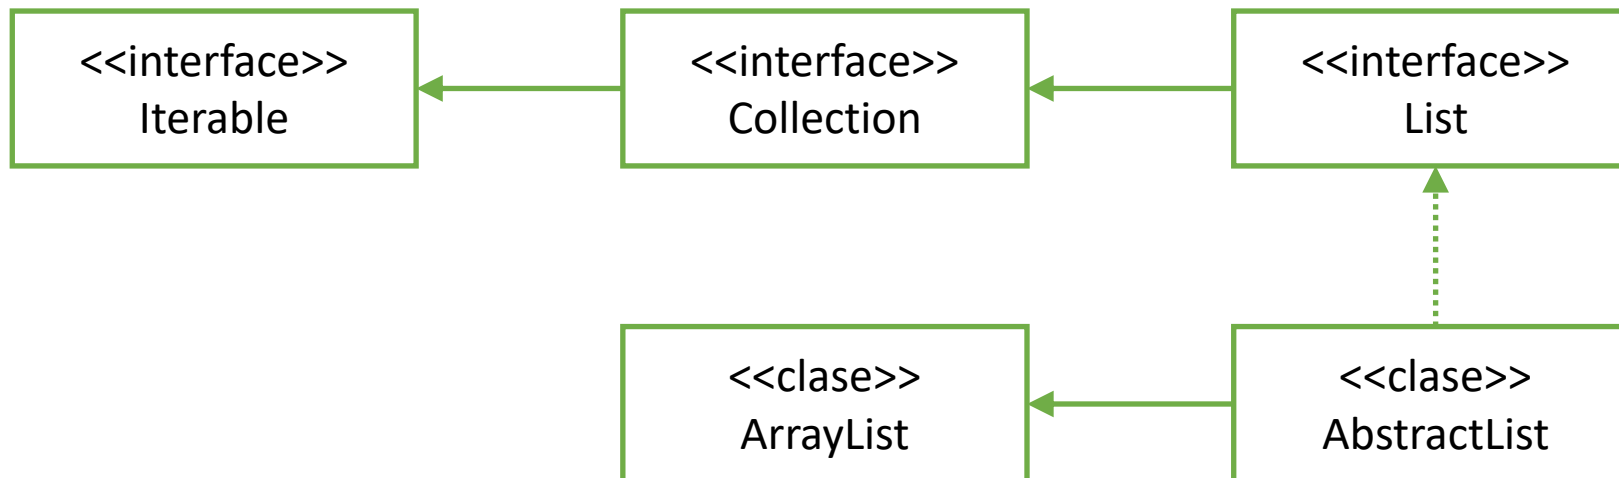 <<interface>>
Iterable
<<interface>>
Collection
<<interface>>
List
<<clase>>
ArrayList
<<clase>>
AbstractList